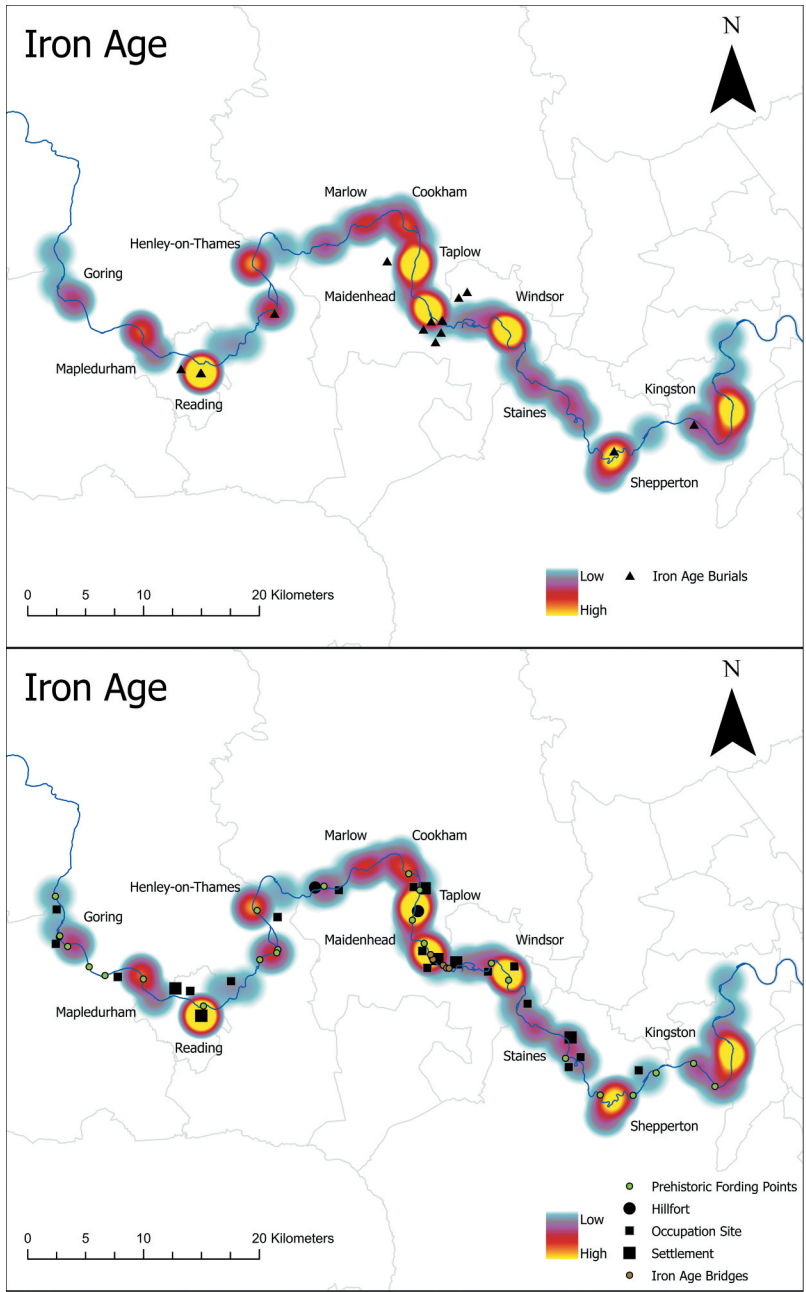 Iron Age
N
Marlow
Cookham
Henley-on-Thames
Taplow
Goring
Maidenhead
Windsor
Mapledurham
Kingston
Reading
Staines
Shepperton
Low
High
Iron Age Burials
0 5 10 20 Kilometers
Iron Age
N
Marlow
Cookham
Henley-on-Thames
Taplow
Goring
Maidenhead
Windsor
Mapledurham
Kingston
Reading
Staines
Shepperton
Prehistoric Fording Points
Hillfort
Low
High
Occupation Site
Settlement
Iron Age Bridges
0 5 10 20 Kilometers